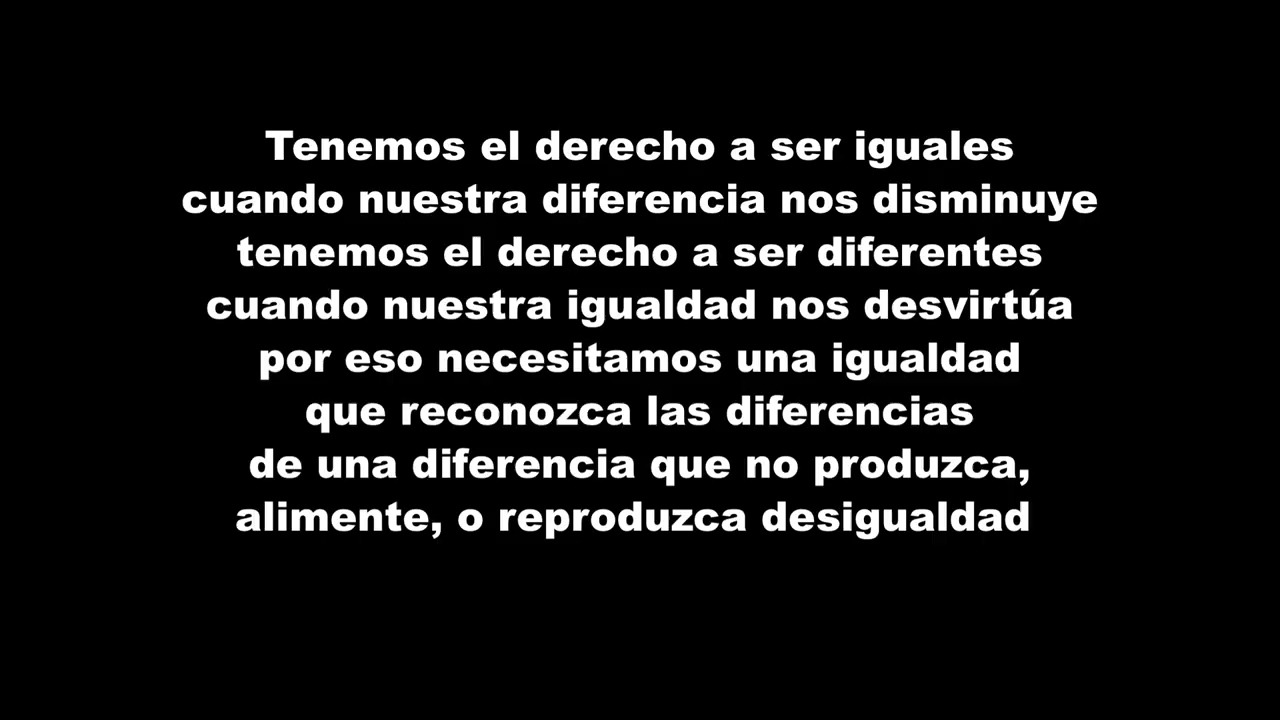 Tenemos el derecho a ser iguales
cuando nuestra diferencia nos disminuye
tenemos el derecho a ser diferentes
cuando nuestra igualdad nos desvirtúa
por eso necesitamos una igualdad
que reconozca las diferencias
de una diferencia que no produzca,
alimente, o reproduzca desigualdad